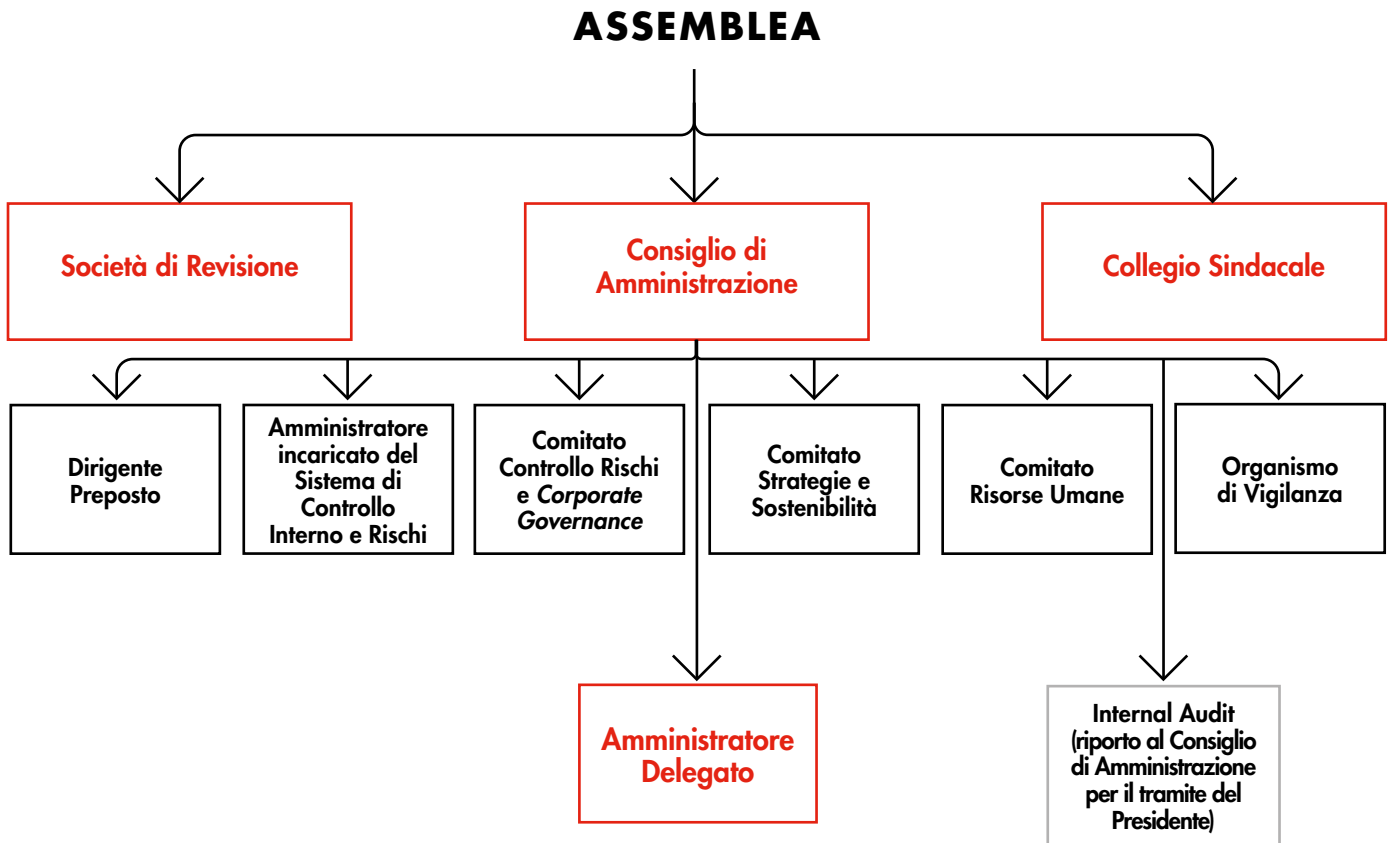 ASSEMBLEA
Società di Revisione
Consiglio di
Amministrazione
Collegio Sindacale
Dirigente
Preposto
Amministratore
incaricato del
Sistema di
Controllo
Interno e Rischi
Comitato
Controllo Rischi
e Corporate
Governance
Comitato
Strategie e
Sostenibilità
Comitato
Risorse Umane
Organismo
di Vigilanza
Amministratore
Delegato
Internal Audit
(riporto al Consiglio
di Amministrazione
per il tramite del
Presidente)